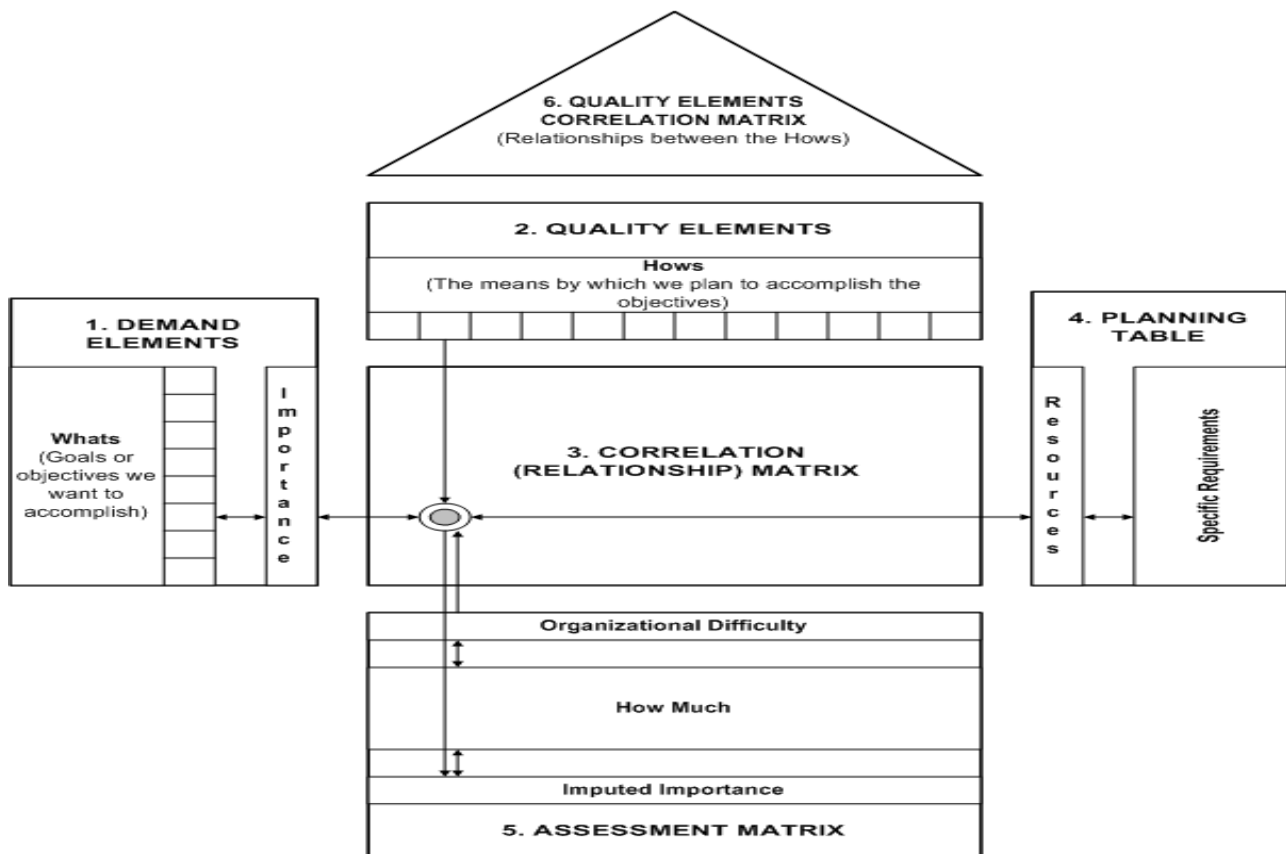 6. QUALITY ELEMENTS
CORRELATION MATRIX
(Relationships between the Hows)
2. QUALITY ELEMENTS
Hows
(The means by which we plan to accomplish the
objectives)
1. DEMAND
ELEMENTS
Whats
(Goals or
objectives we
want to
accomplish)
Importance
3. CORRELATION
(RELATIONSHIP) MATRIX
4. PLANNING
TABLE
Resources
Specific Requirements
Organizational Difficulty
How Much
Imputed Importance
5. ASSESSMENT MATRIX